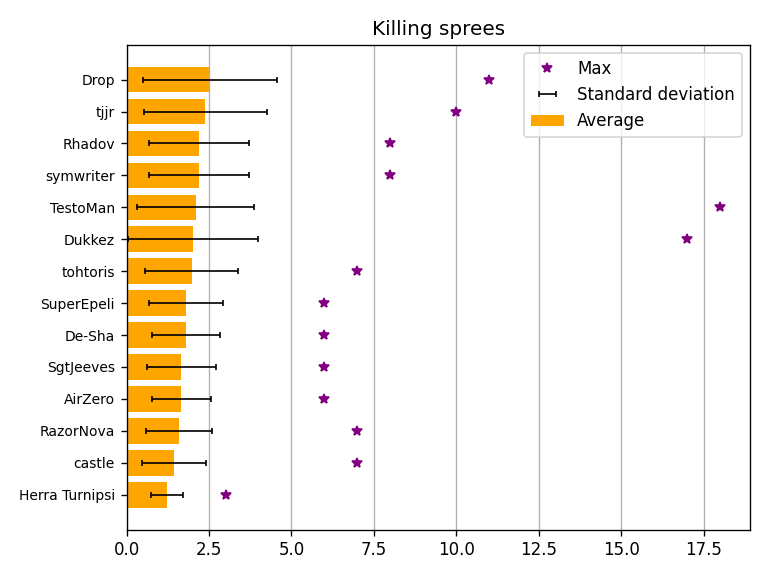 Killing sprees
Max
Standard deviation
Average
Drop
tjjr
Rhadov
symwriter
TestoMan
Dukkez
tohtoris
SuperEpeli
De-Sha
SgtJeeves
AirZero
RazorNova
castle
Herra Turnipsi
0.0 2.5 5.0 7.5 10.0 12.5 15.0 17.5